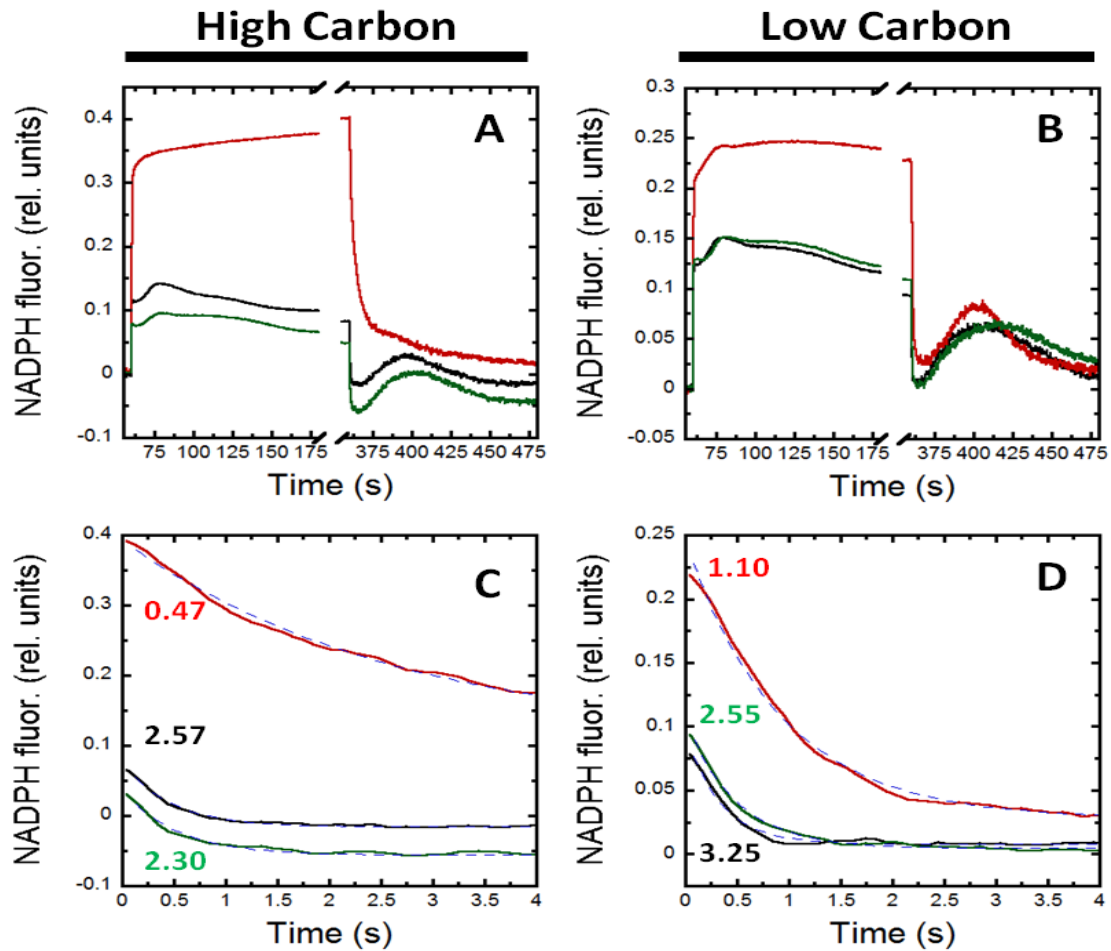 High Carbon
Low Carbon
NADPH fluor. (rel. units)
0.4
0.3
0.2
0.1
0
-0.1
A
75 100 125 150 175 375 400 425 450 475
Time (s)
NADPH fluor. (rel. units)
0.3
0.25
0.2
0.15
0.1
0.05
0
-0.05
B
75 100 125 150 175 375 400 425 450 475
Time (s)
NADPH fluor. (rel. units)
0.4
0.3
0.2
0.1
0
-0.1
C
0.47
2.57
2.30
0 0.5 1 1.5 2 2.5 3 3.5 4
Time (s)
NADPH fluor. (rel. units)
0.25
0.2
0.15
0.1
0.05
0
D
1.10
2.55
3.25
0 0.5 1 1.5 2 2.5 3 3.5 4
Time (s)